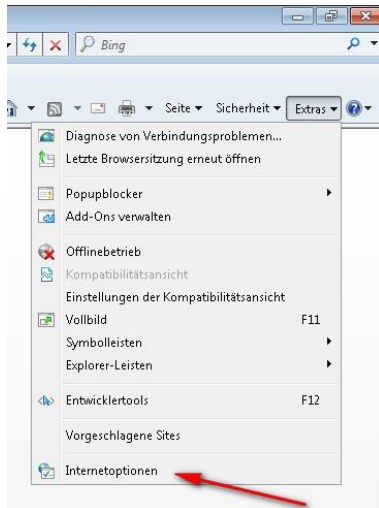 Bing
Seite Sicherheit Extras
Diagnose von Verbindungsproblemen...
Letzte Browsersitzung erneut öffnen
Popupblocker
Add-Ons verwalten
Offlinebetrieb
Kompatibilitätsansicht
Einstellungen der Kompatibilitätsansicht
Vollbild F11
Symbolleisten
Explorer-Leisten
Entwicklertools F12
Vorgeschlagene Sites
Internetoptionen